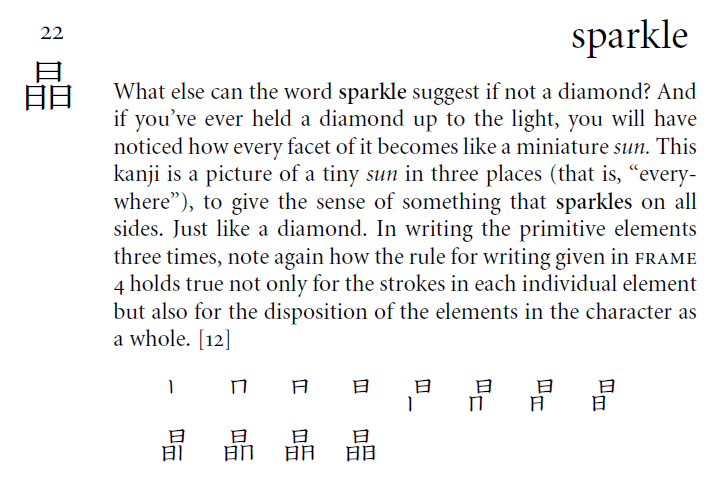 22
sparkle
晶
What else can the word sparkle suggest if not a diamond? And
if you’ve ever held a diamond up to the light, you will have
noticed how every facet of it becomes like a miniature sun. This
kanji is a picture of a tiny sun in three places (that is, “every-
where”), to give the sense of something that sparkles on all
sides. Just like a diamond. In writing the primitive elements
three times, note again how the rule for writing given in FRAME
4 holds true not only for the strokes in each individual element
but also for the disposition of the elements in the character as
a whole. [12]